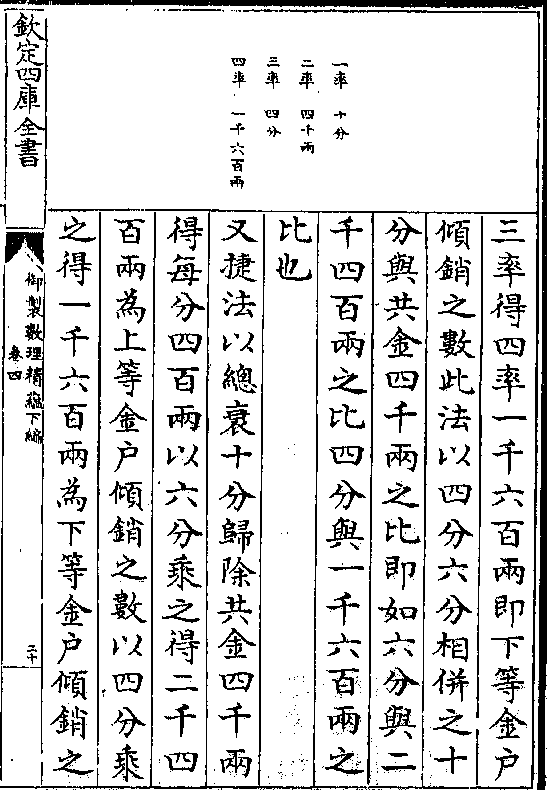 一率　十分
二率　四千兩
三率　四分
四率　一千六百兩
三率得四率一千六百兩即下等金户
傾銷之數此法以四分六分相併之十
分與共金四千兩之比即如六分與二
千四百兩之比四分與一千六百兩之
比也
又捷法以總衰十分歸除共金四千兩
得每分四百兩以六分乘之得二千四
百兩為上等金户傾銷之數以四分乘
之得一千六百兩為下等金户傾銷之
欽定四庫全書
御製數理精蘊下編
卷四
二十